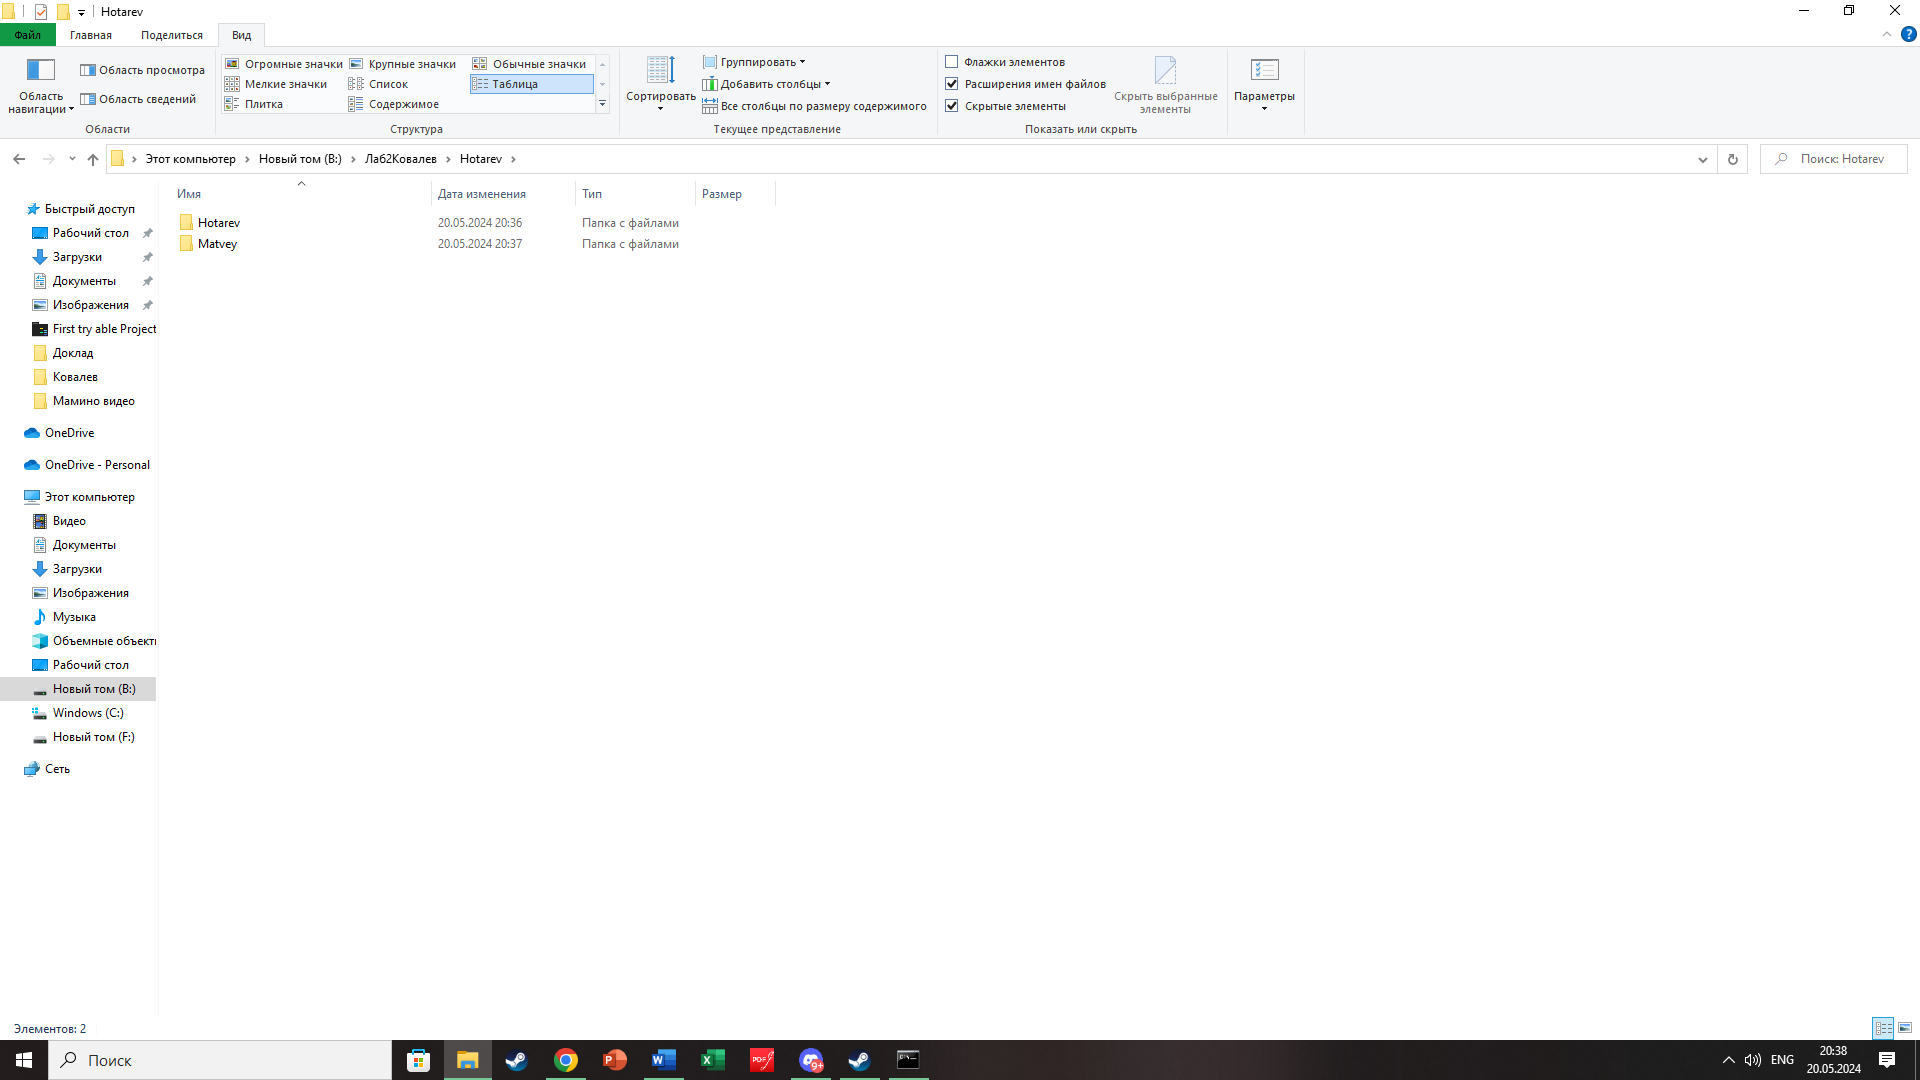 Hotarev
Файл Главная Поделиться Вид
Область навигации
Область просмотра
Область сведений
Области
Огромные значки Крупные значки Обычные значки
Мелкие значки Список Таблица
Плитка Содержимое
Структура
Сортировать
Группировать
Добавить столбцы
Все столбцы по размеру содержимого
Текущее представление
Флажки элементов
Расширения имен файлов
Скрытые элементы
Скрыть выбранные
элементы
Показать или скрыть
Параметры
Этот компьютер Новый том (B:) Лаб2Ковалев Hotarev
Поиск: Hotarev
Имя Дата изменения Тип Размер
Hotarev 20.05.2024 20:36 Папка с файлами
Matvey 20.05.2024 20:37 Папка с файлами
Быстрый доступ
Рабочий стол
Загрузки
Документы
Изображения
First try able Project
Доклад
Ковалев
Мамино видео
OneDrive
OneDrive - Personal
Этот компьютер
Видео
Документы
Загрузки
Изображения
Музыка
Объемные объекты
Рабочий стол
Новый том (B:)
Windows (C:)
Новый том (F:)
Сеть
Элементов: 2
Поиск
9+
ENG
20:38
20.05.2024